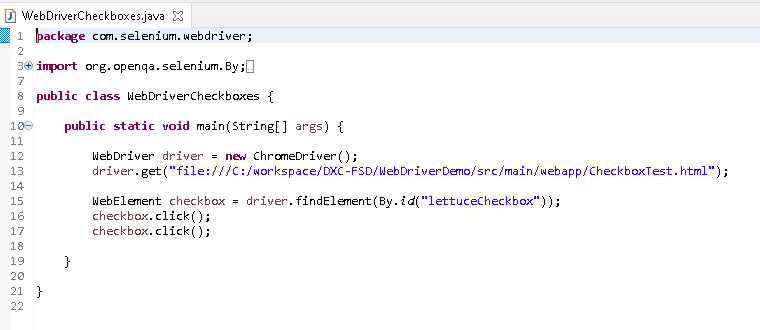 WebDriverCheckboxes.java
1 package com.selenium.webdriver;
2
3 import org.openqa.selenium.By;
7
8 public class WebDriverCheckboxes {
9
10 public static void main(String[] args) {
11
12 WebDriver driver = new ChromeDriver();
13 driver.get("file:///C:/workspace/DXC-FSD/WebDriverDemo/src/main/webapp/CheckboxTest.html");
14
15 WebElement checkbox = driver.findElement(By.id("lettuceCheckbox"));
16 checkbox.click();
17 checkbox.click();
18
19 }
20
21 }
22